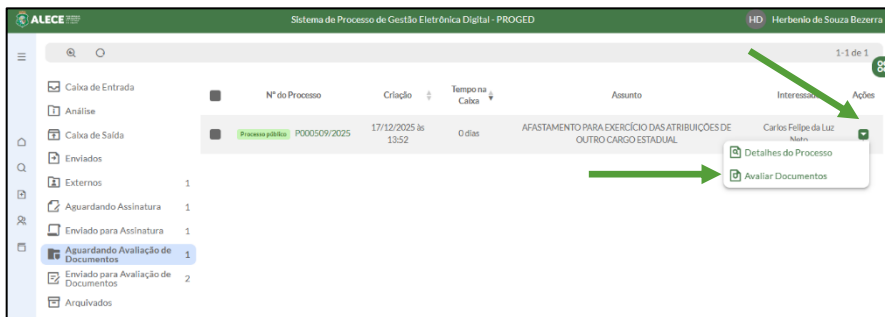 ALECE
Sistema de Processo de Gestão Eletrônica Digital - PROGED
HD Herbenio de Souza Bezerra
1-1 de 1
Caixa de Entrada
Análise
Caixa de Saída
Enviados
Externos 1
Aguardando Assinatura 1
Enviado para Assinatura 1
Aguardando Avaliação de
Documentos 1
Enviado para Avaliação de
Documentos 2
Arquivados
Nº do Processo Criação Tempo na
Caixa Assunto Interessado Ações
Processo público P000509/2025 17/12/2025 às
13:52 0 dias AFASTAMENTO PARA EXERCÍCIO DAS ATRIBUIÇÕES DE
OUTRO CARGO ESTADUAL Carlos Felipe da Luz
Neto
Detalhes do Processo
Avaliar Documentos